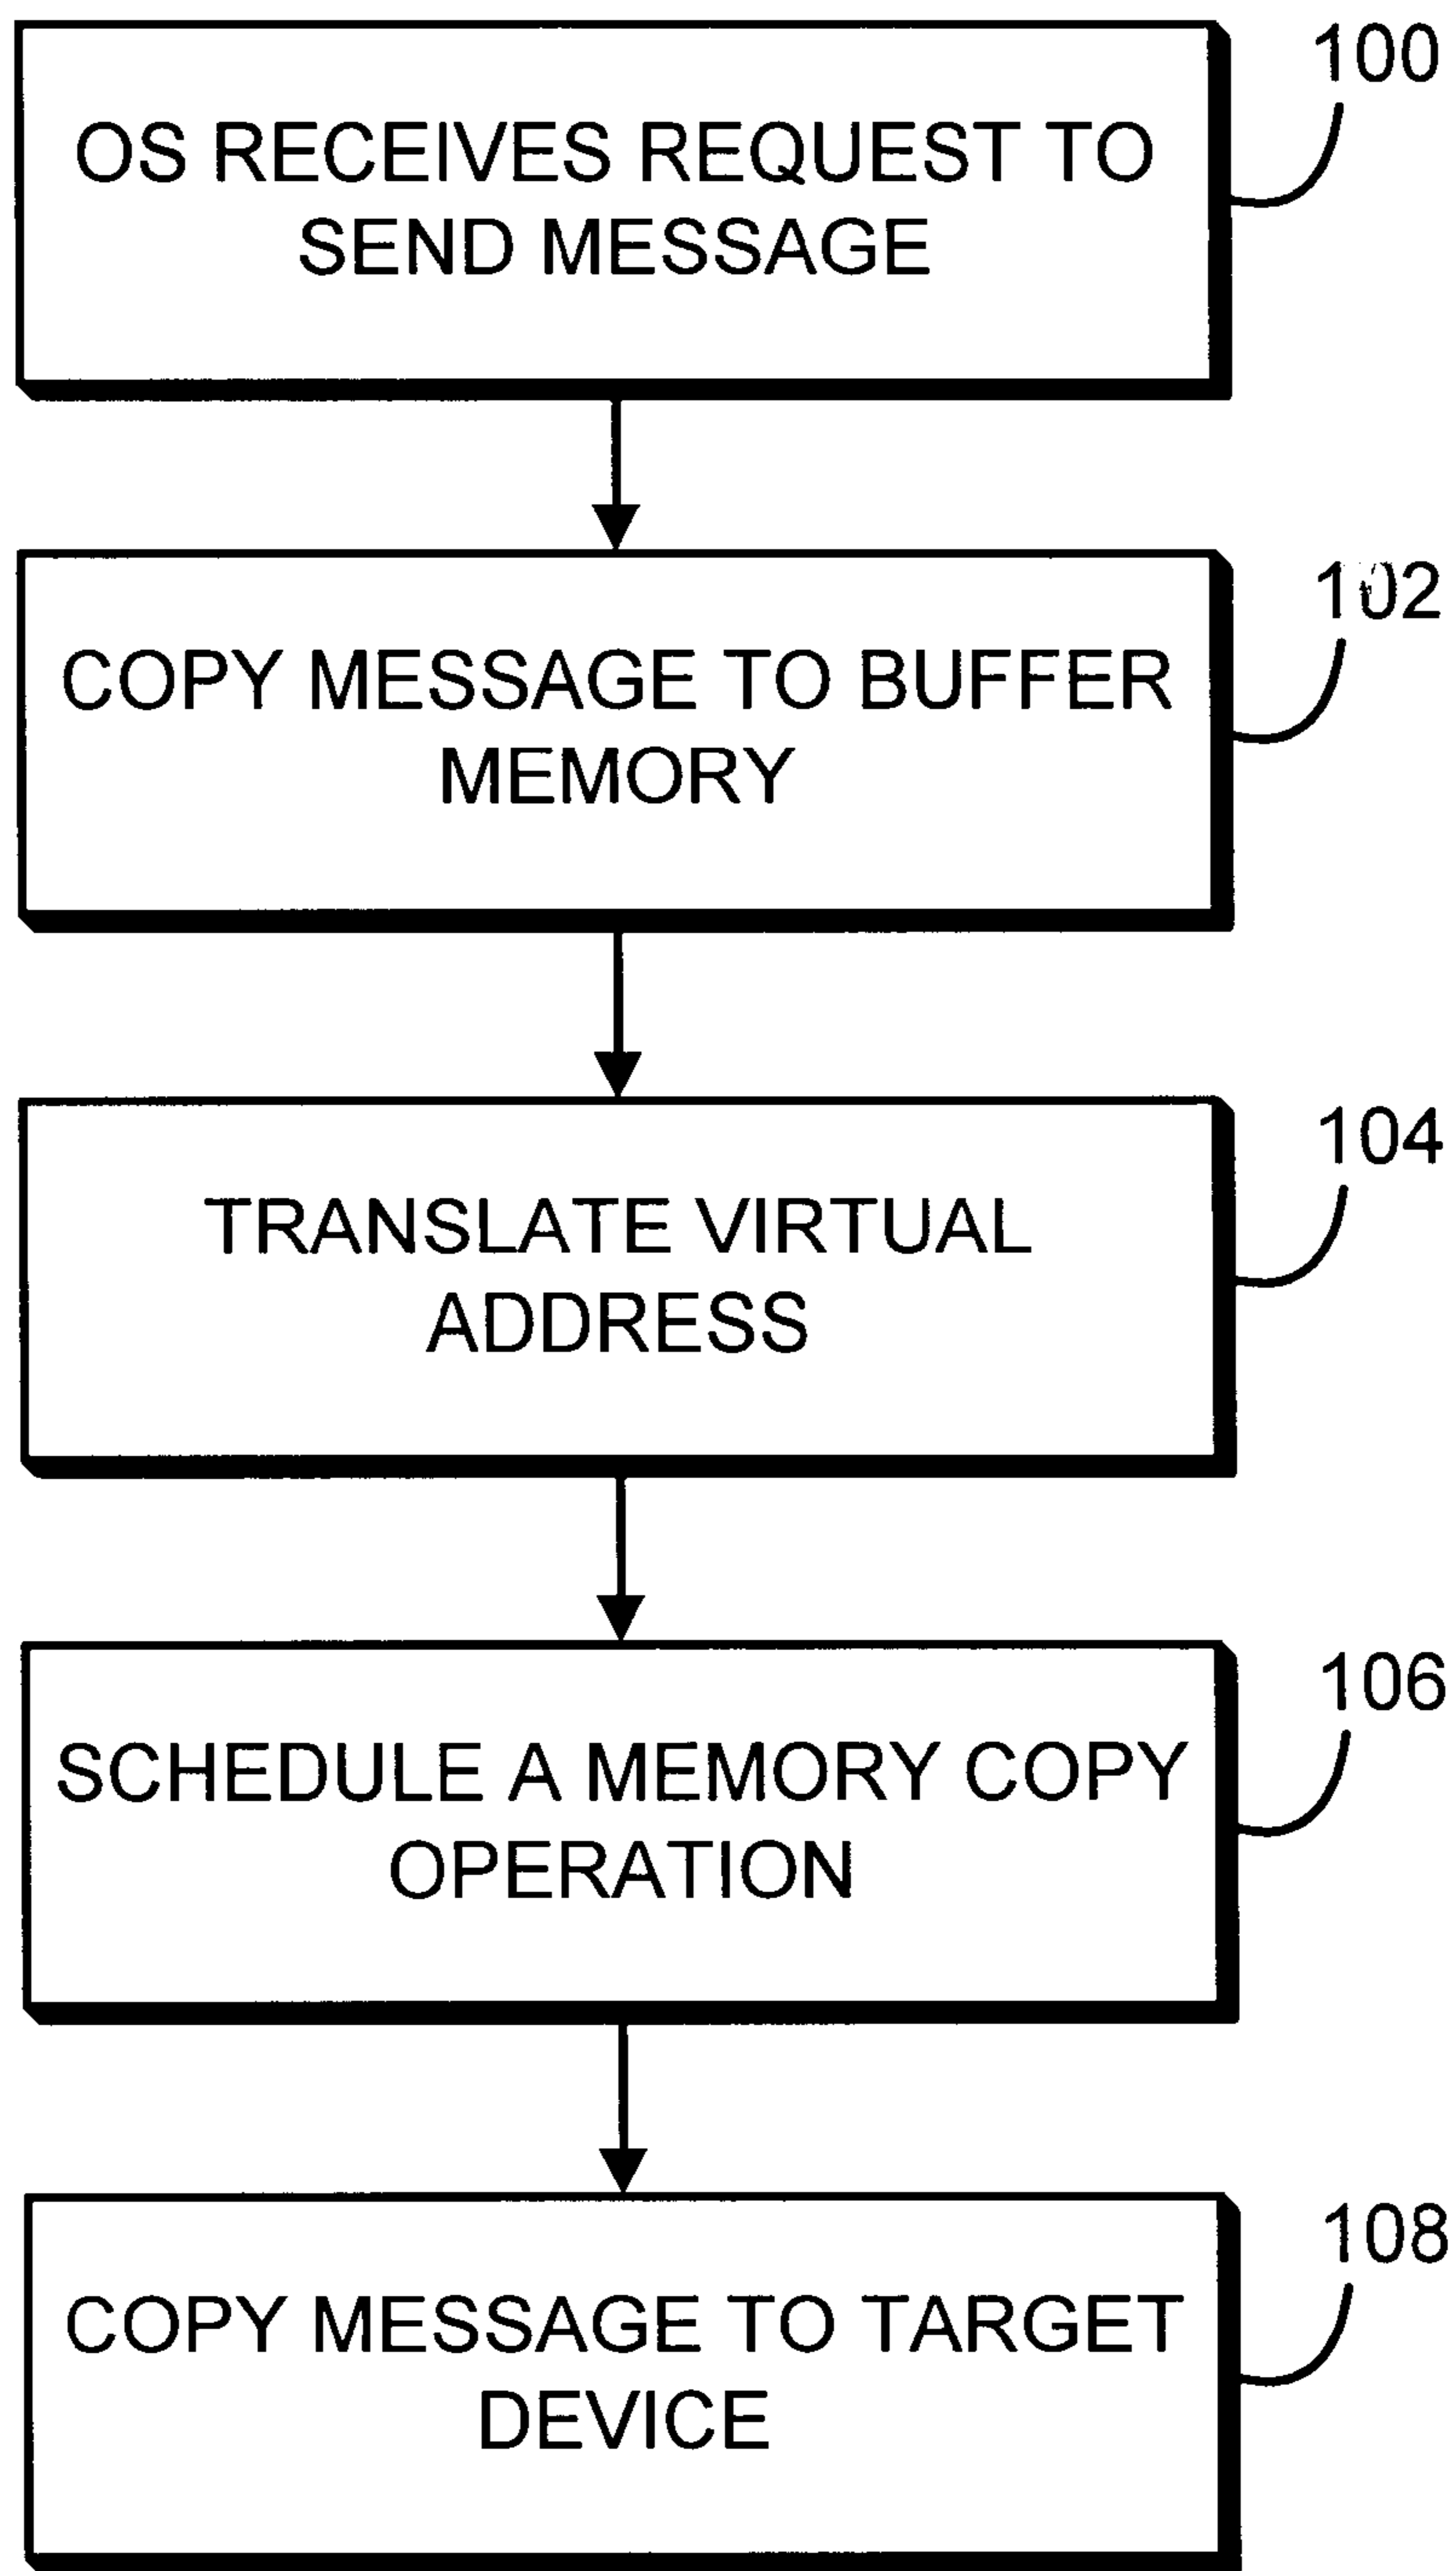 100
OS RECEIVES REQUEST TO
SEND MESSAGE
102
COPY MESSAGE TO BUFFER
MEMORY
104
TRANSLATE VIRTUAL
ADDRESS
106
SCHEDULE A MEMORY COPY
OPERATION
108
COPY MESSAGE TO TARGET
DEVICE